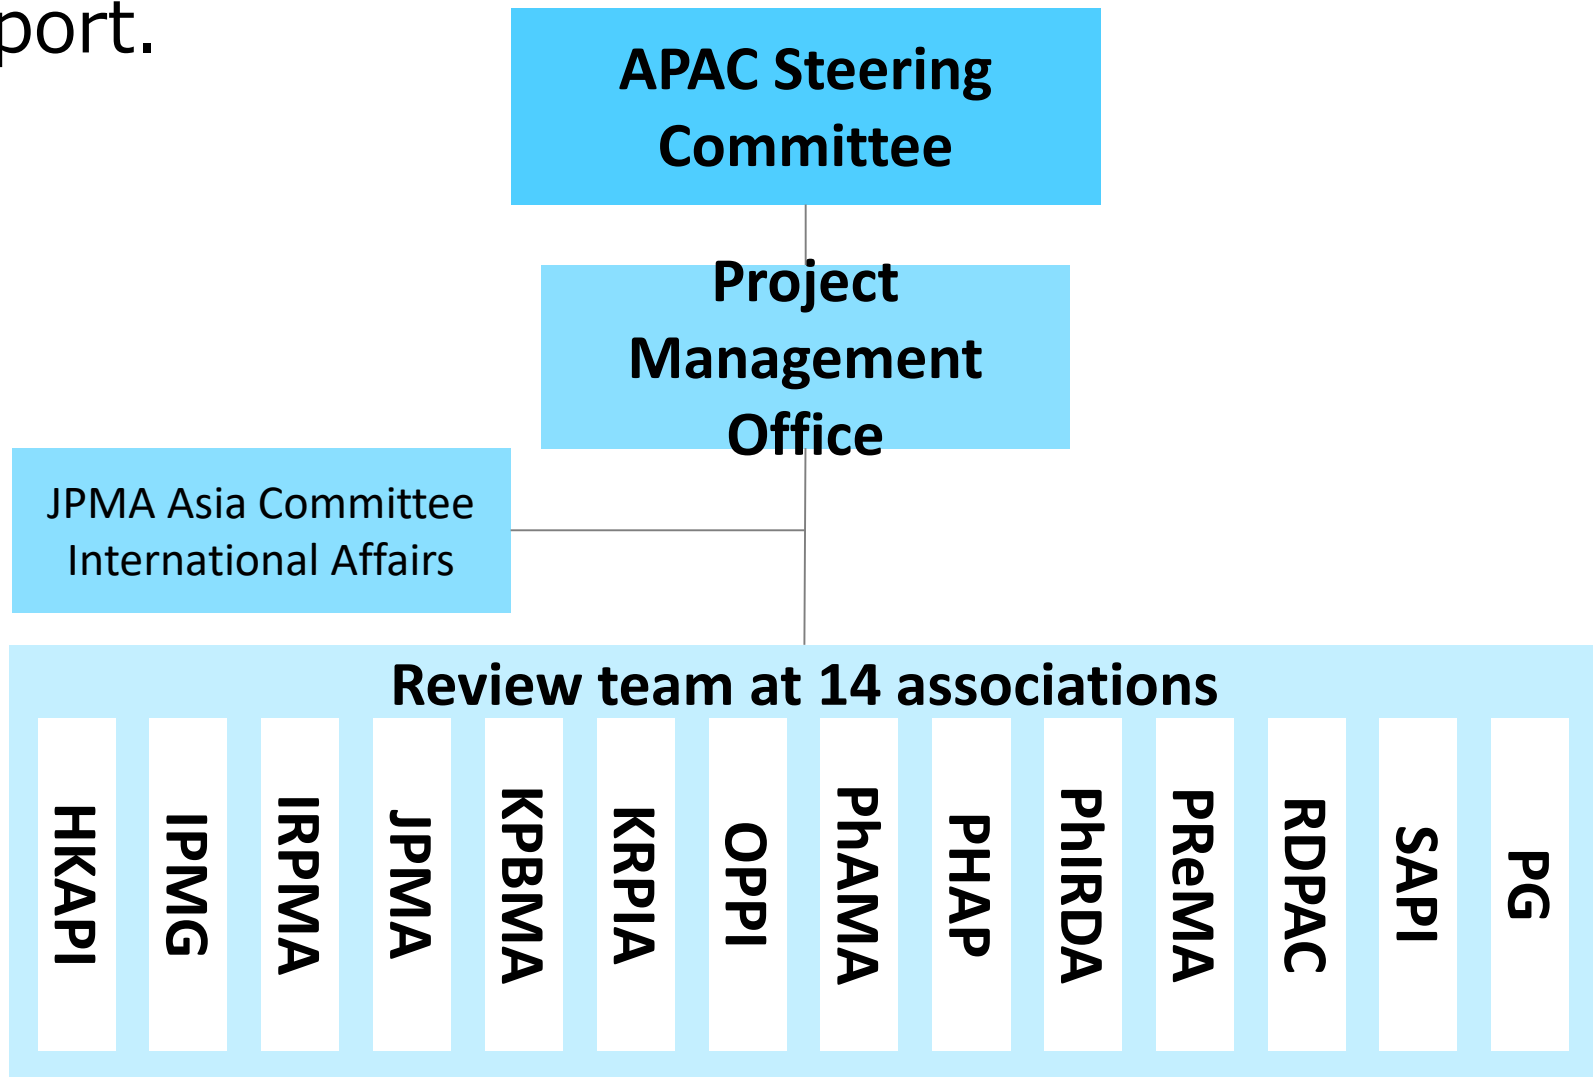 port.
APAC Steering
Committee
Project
Management
Office
JPMA Asia Committee
International Affairs
Review team at 14 associations
HKAPI
IPMG
IRPMA
JPMA
KPBMA
KRPIA
OPPI
PhAMA
PHAP
PhIRDA
PReMA
RDPAC
SAPI
PG